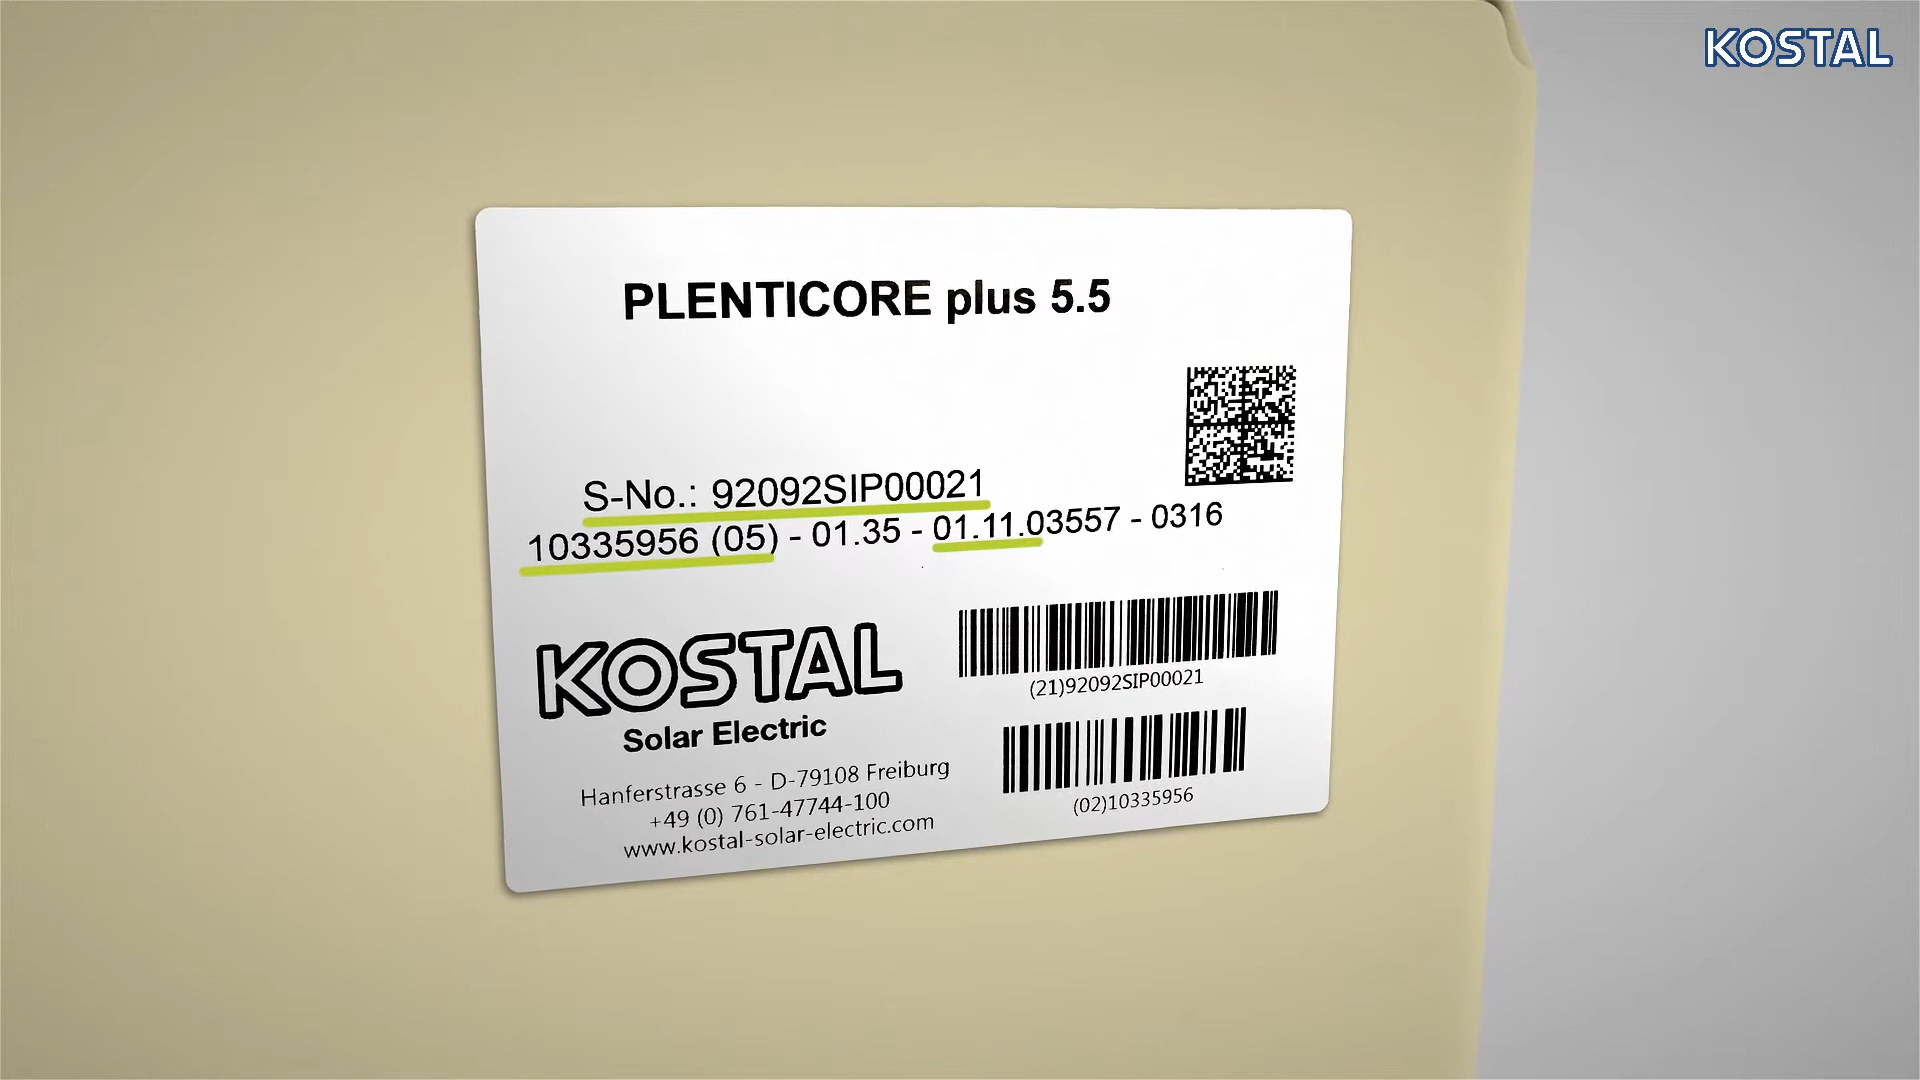 KOSTAL
PLENTICORE plus 5.5
S-No.: 92092SIP00021
10335956 (05) - 01.35 - 01.11.03557 - 0316
KOSTAL
Solar Electric
Hanferstrasse 6 - D-79108 Freiburg
+49 (0) 761-47744-100
www.kostal-solar-electric.com
(21)92092SIP00021
(02)10335956